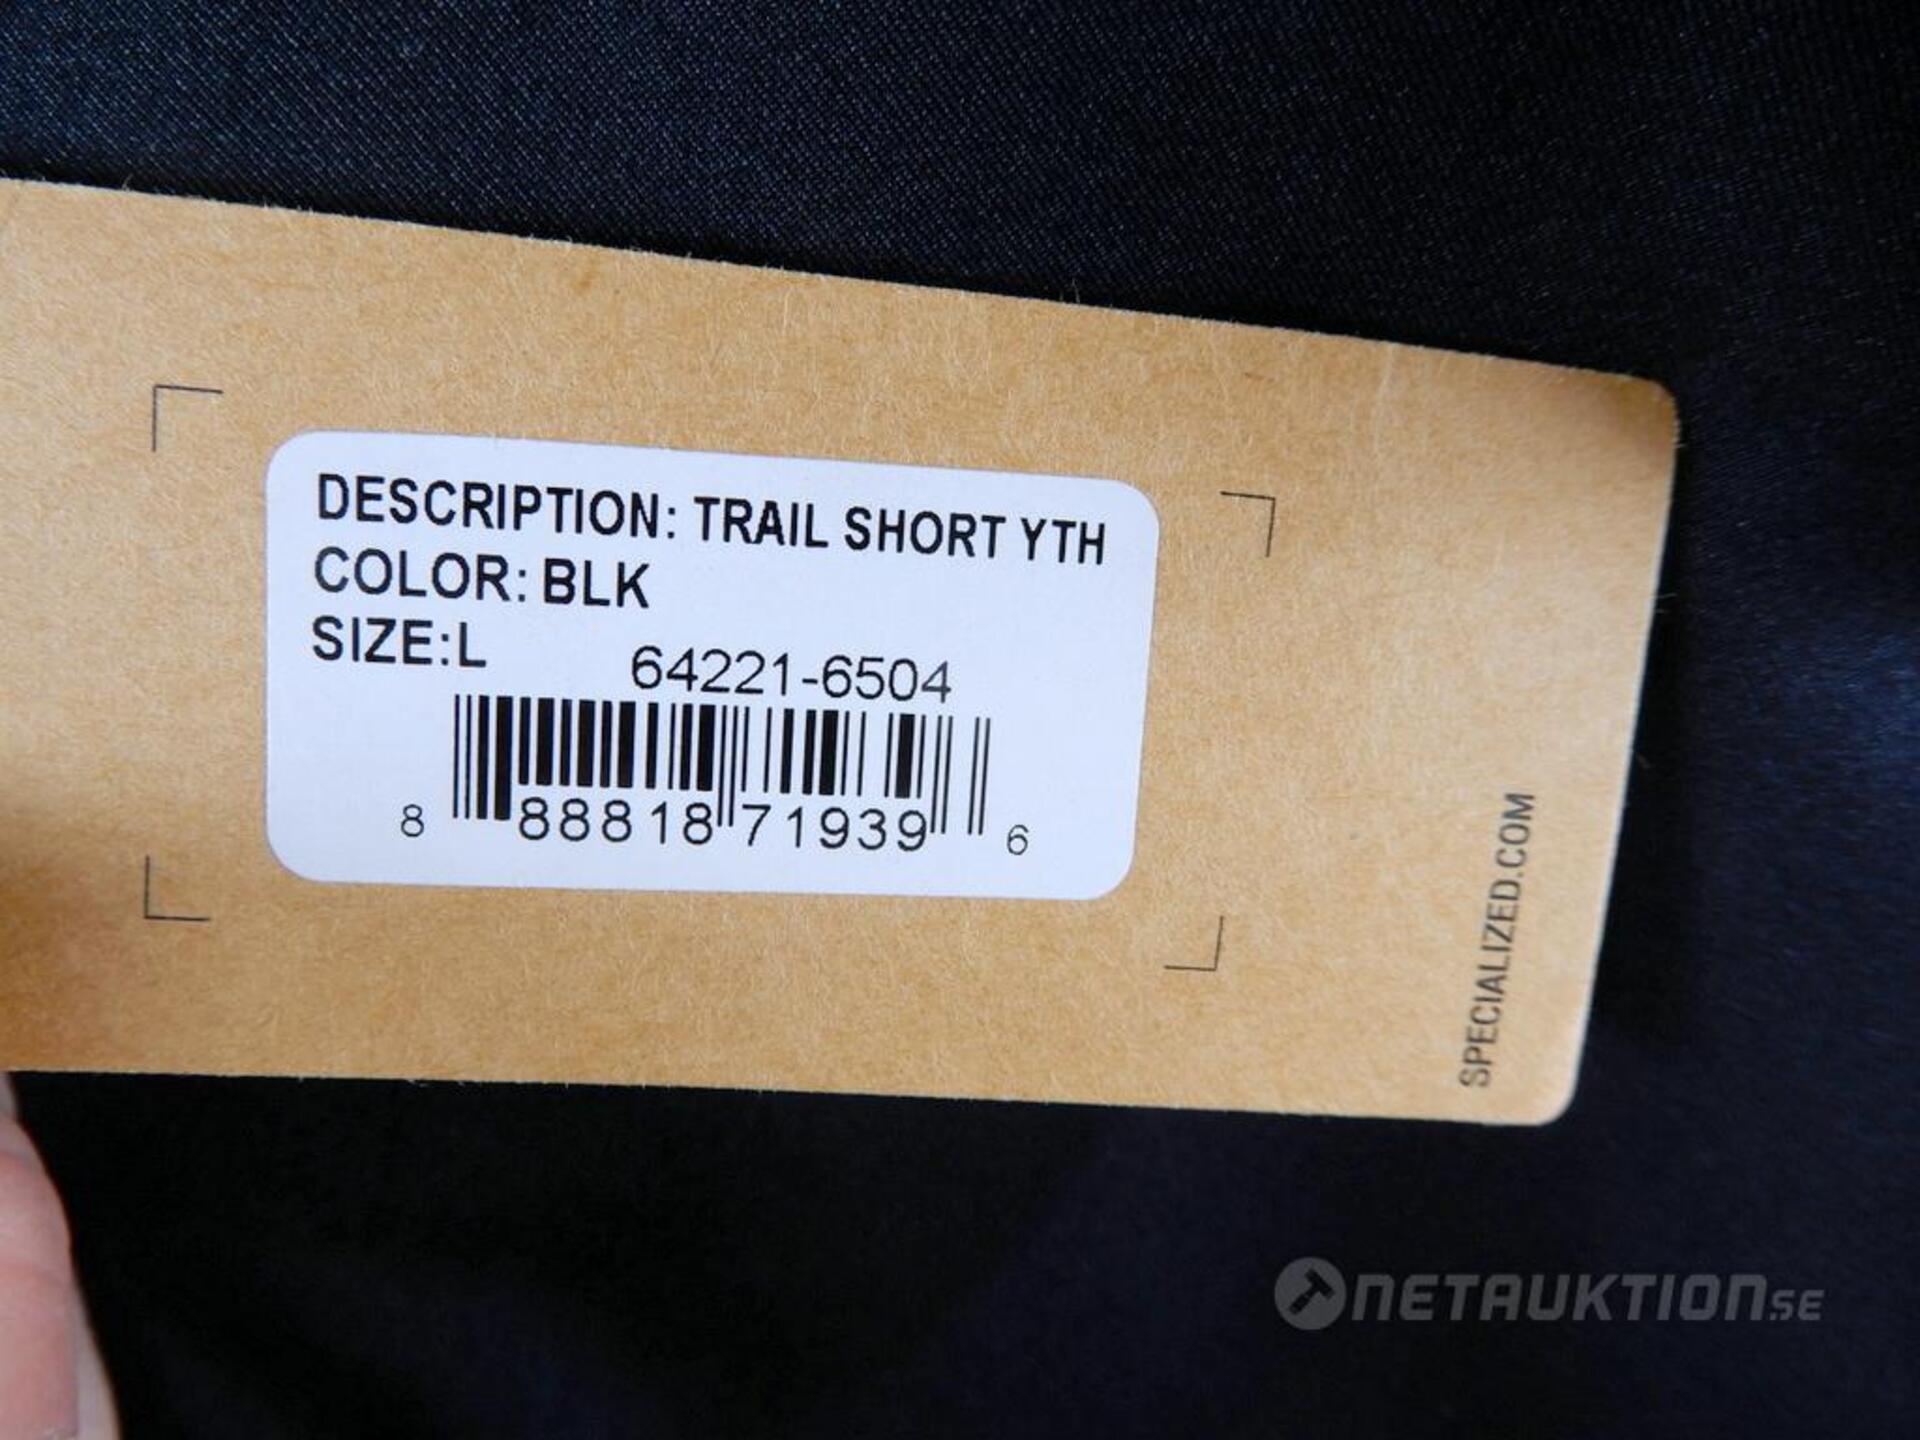 DESCRIPTION: TRAIL SHORT YTH
COLOR: BLK
SIZE:L
64221-6504
8 88818 71939 6
SPECIALIZED.COM
NETAUKTION.SE